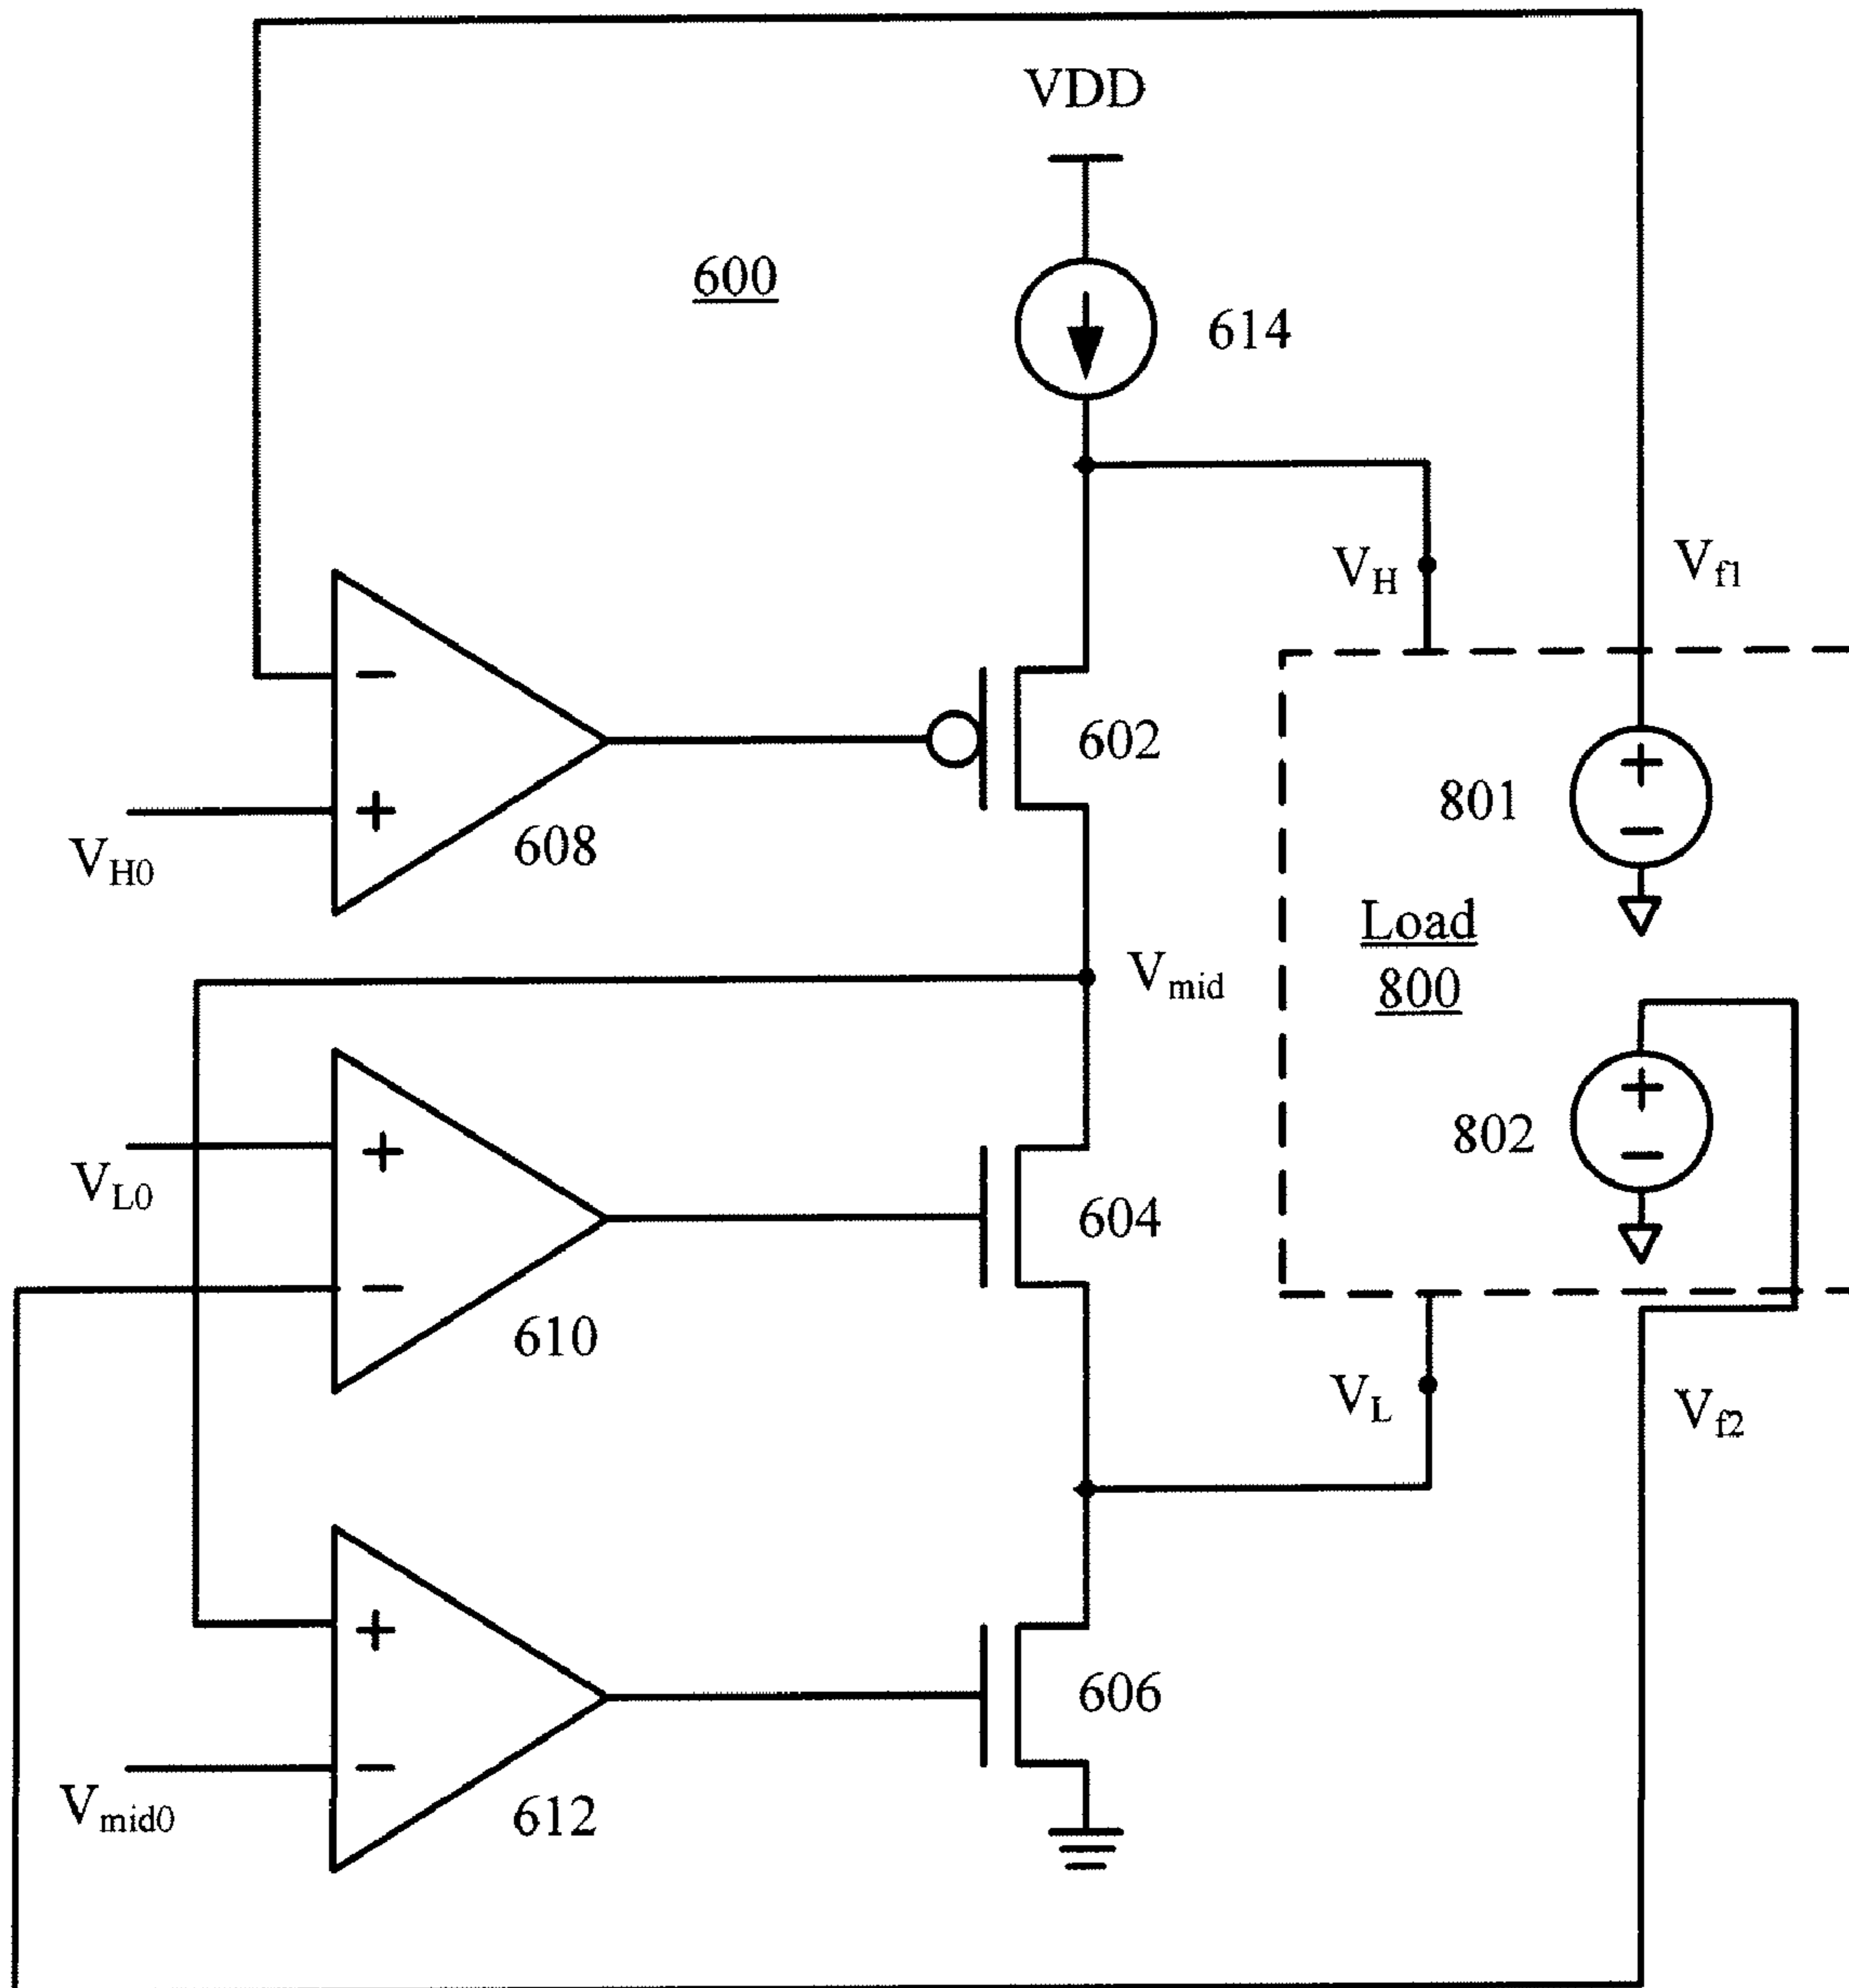 VDD
600
614
V_H
V_f1
−
602
+
801
+
608
−
V_H0
Load
800
V_mid
+
+
802
V_L0
604
−
−
610
V_L
V_f2
+
606
−
V_mid0
612